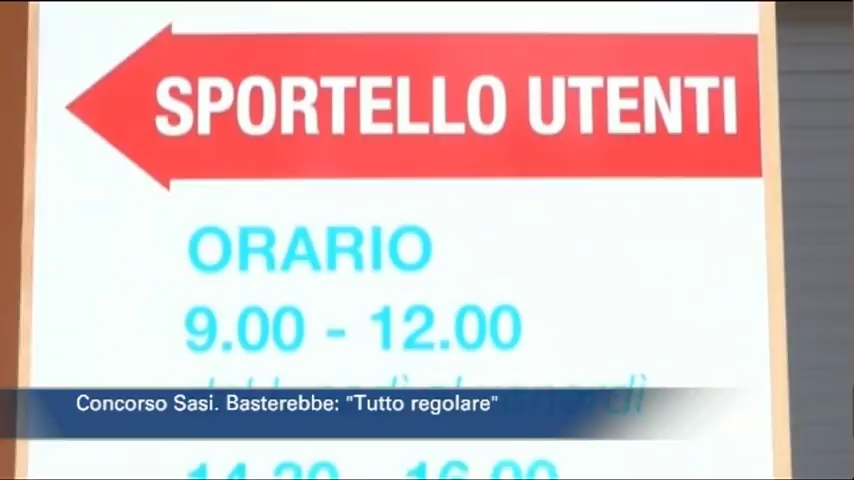 SPORTELLO UTENTI
ORARIO
9.00 - 12.00
Concorso Sasi. Basterebbe: "Tutto regolare"